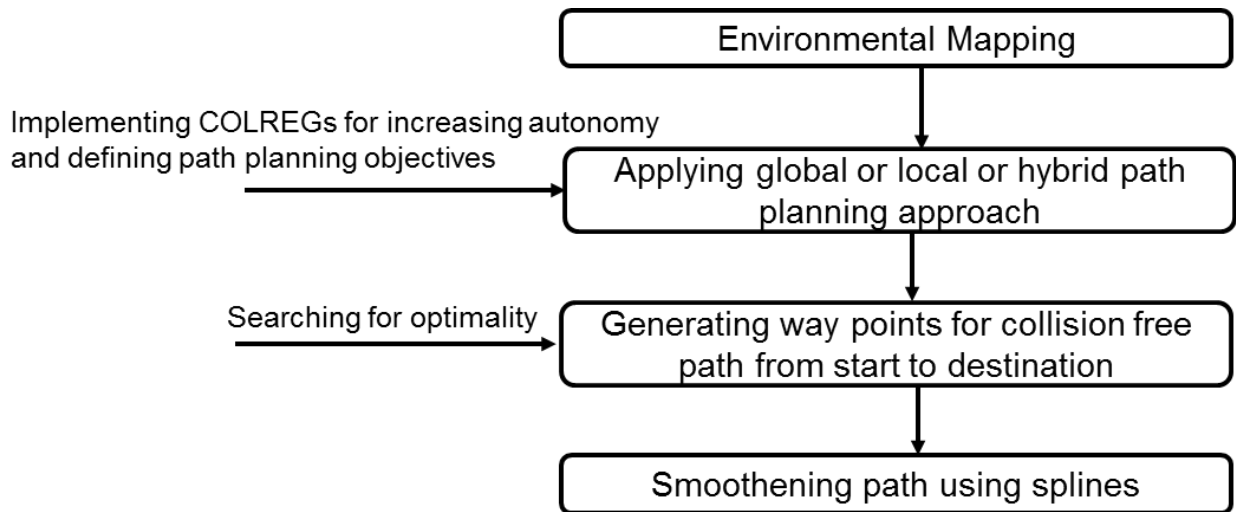 Environmental Mapping
Implementing COLREGs for increasing autonomy
and defining path planning objectives
Applying global or local or hybrid path
planning approach
Searching for optimality
Generating way points for collision free
path from start to destination
Smoothening path using splines